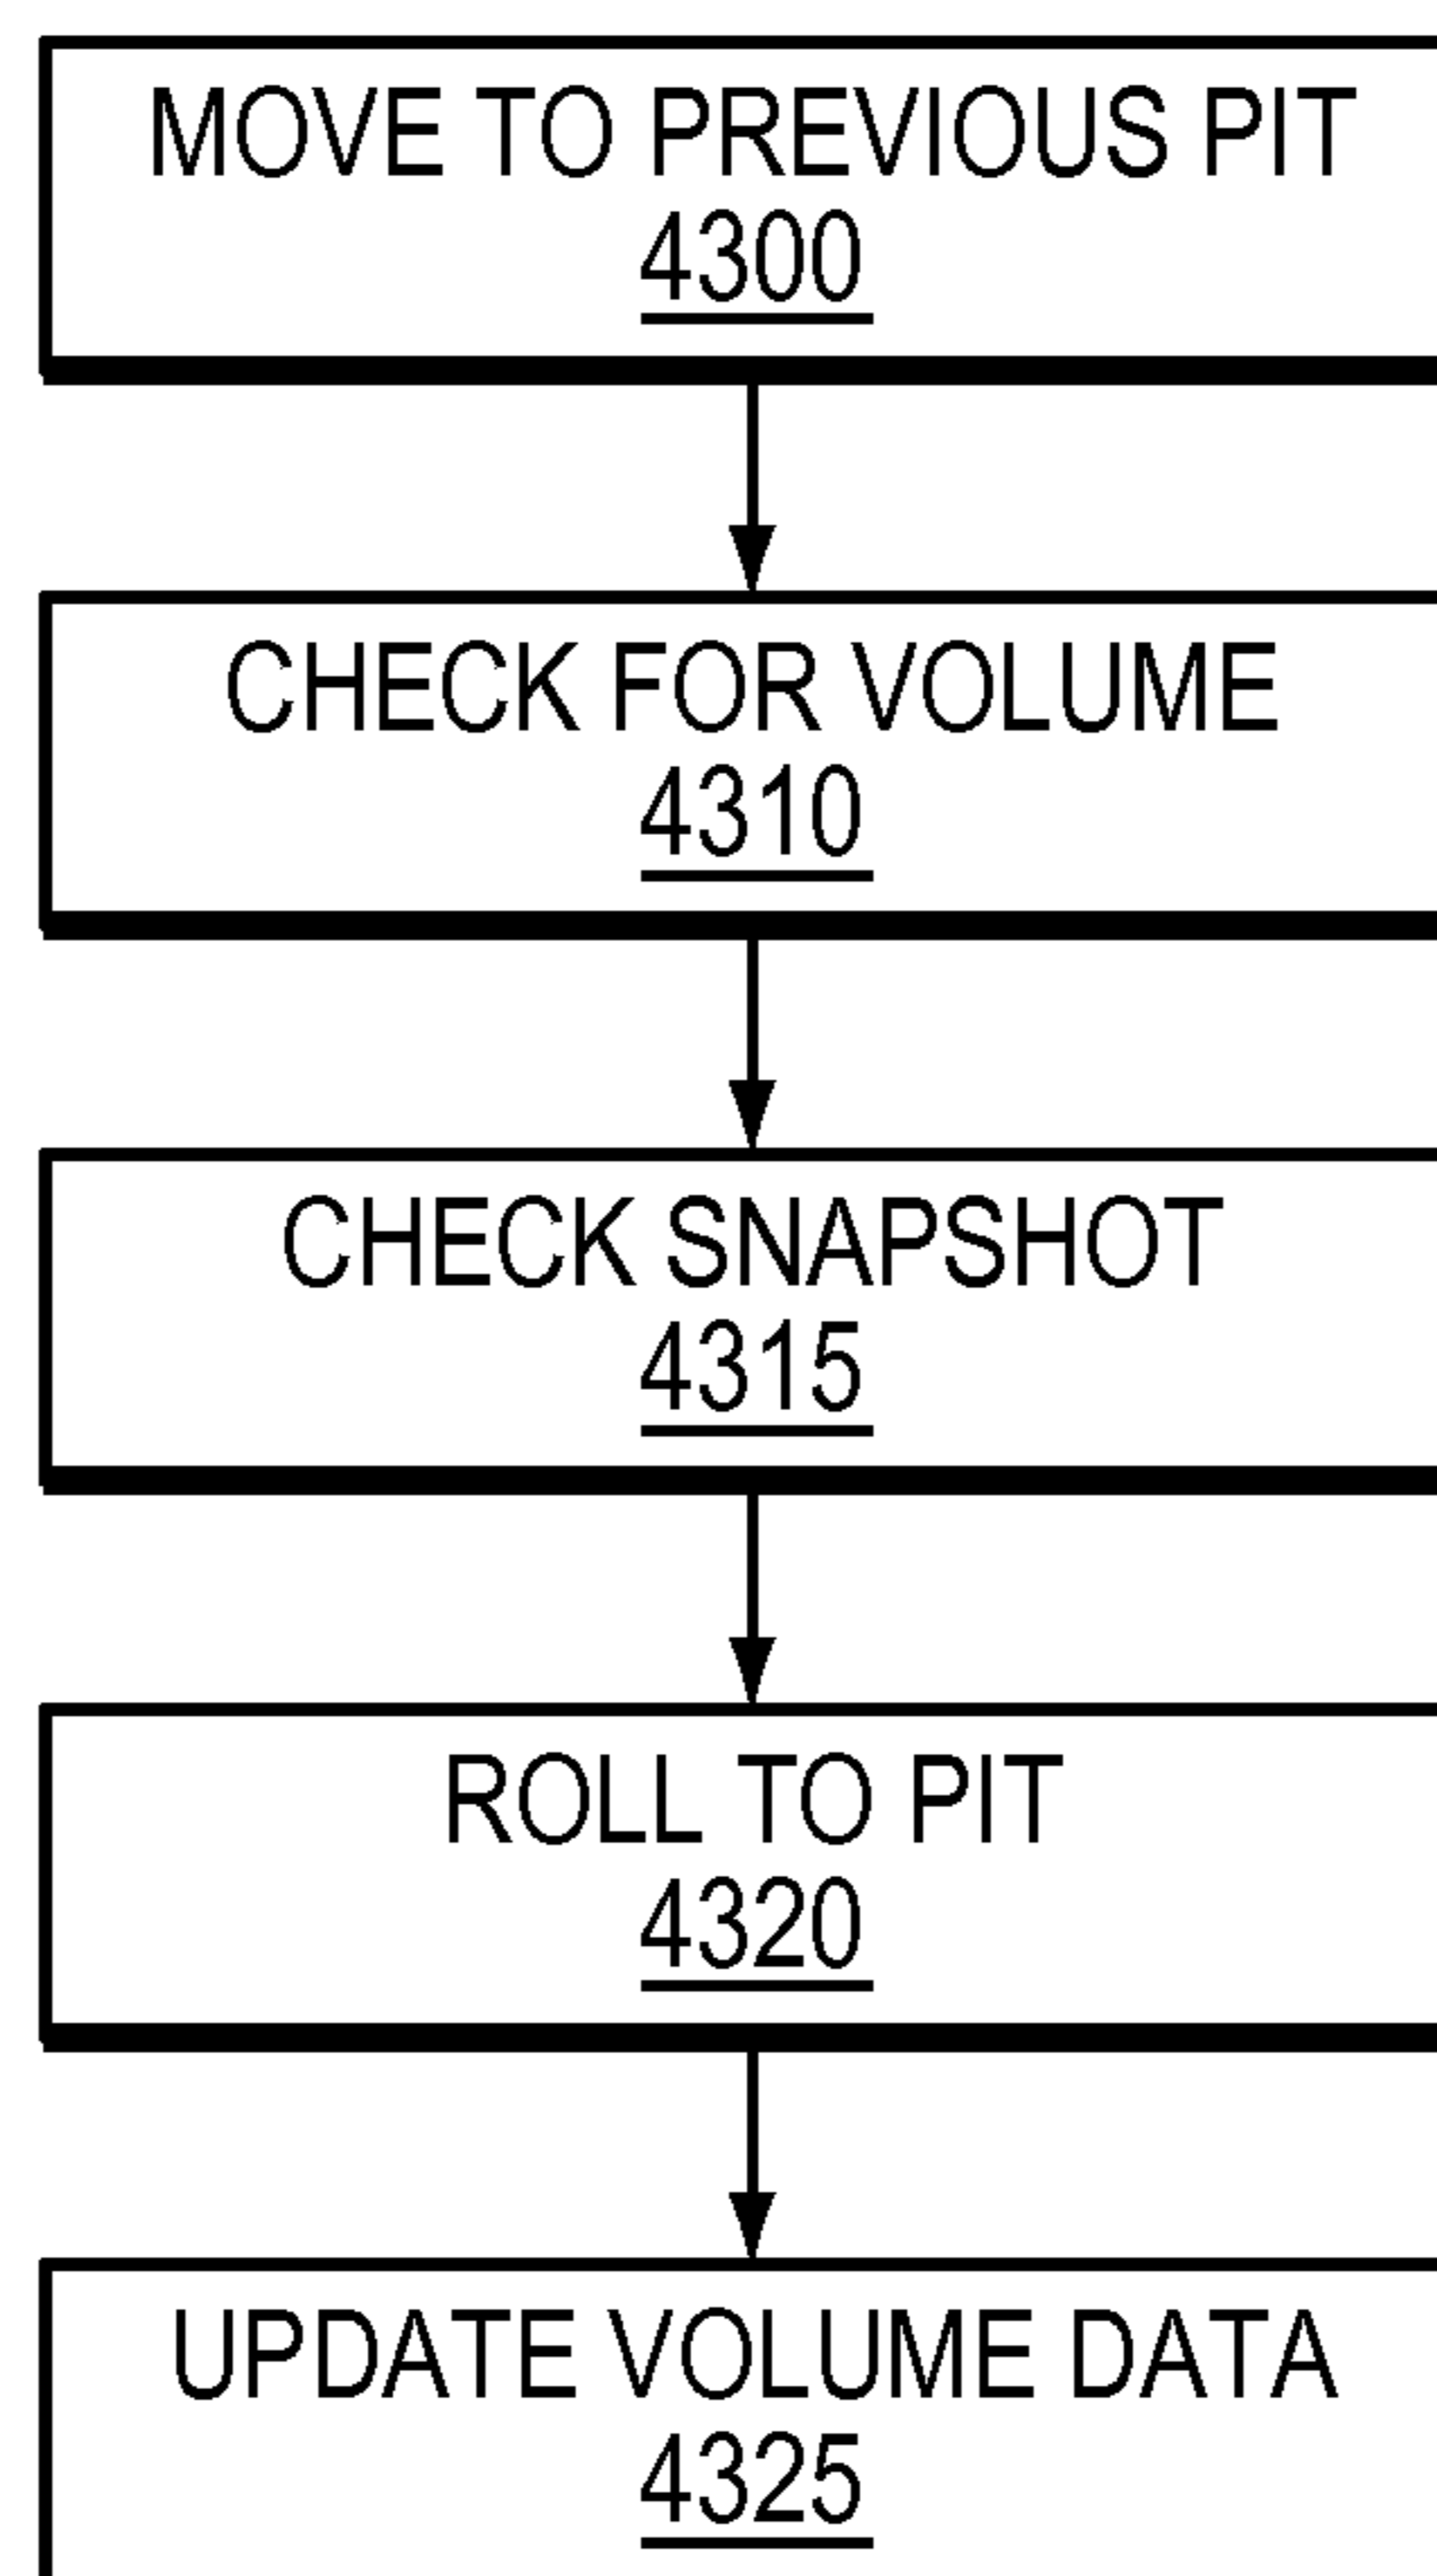 MOVE TO PREVIOUS PIT
4300
CHECK FOR VOLUME
4310
CHECK SNAPSHOT
4315
ROLL TO PIT
4320
UPDATE VOLUME DATA
4325